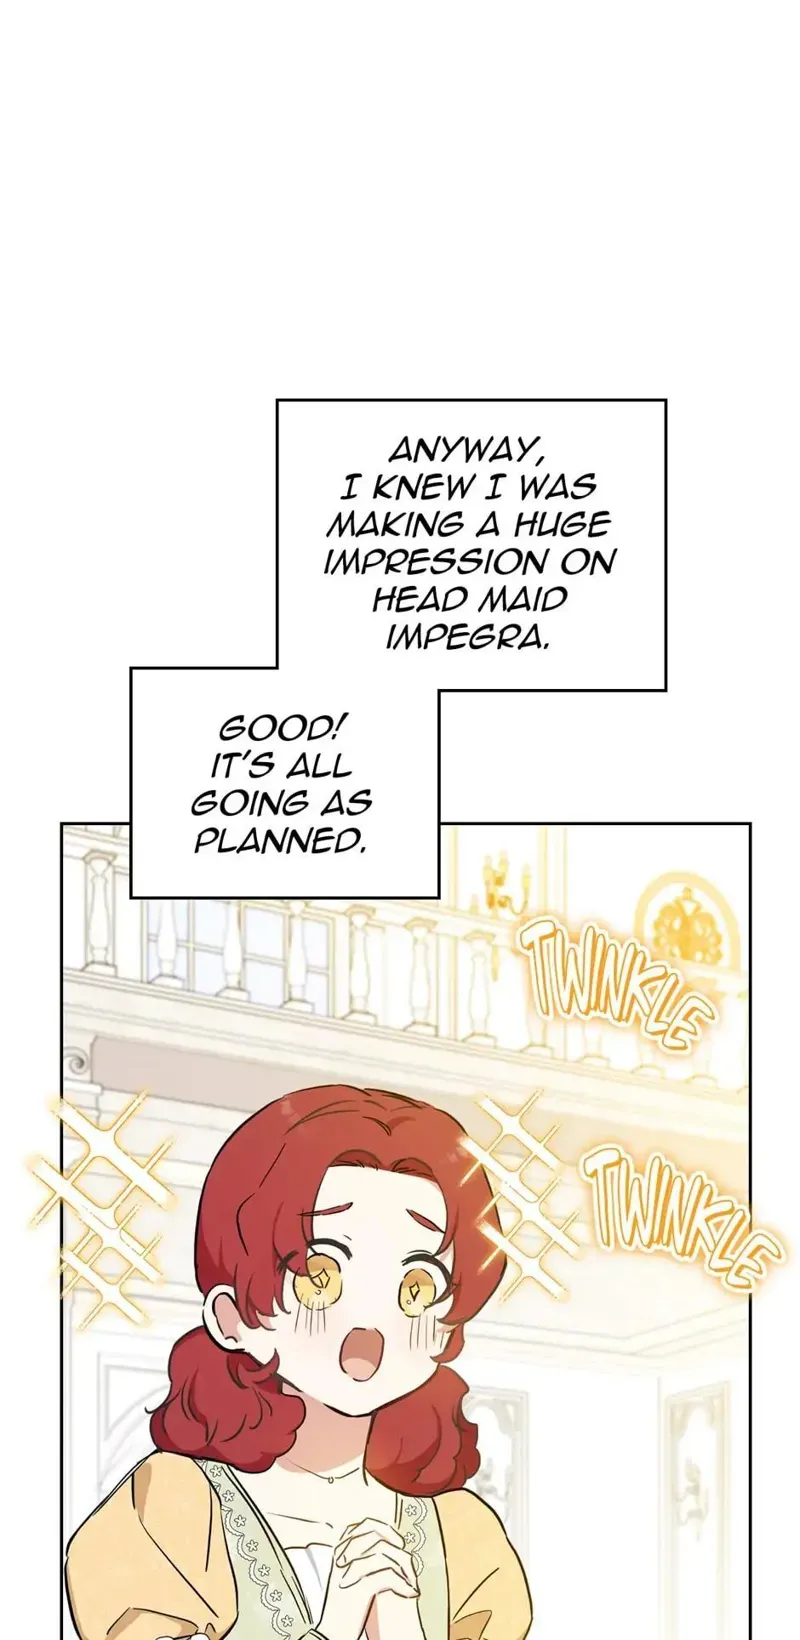 ANYWAY,
I KNEW I WAS
MAKING A HUGE
IMPRESSION ON
HEAD MAID
IMPEGRA.
GOOD!
IT'S ALL
GOING AS
PLANNED.
TWINKLE
TWINKLE